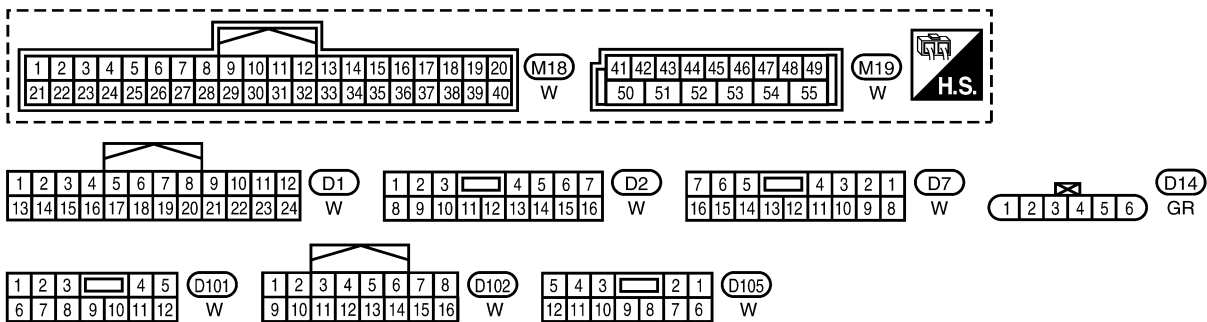 1 2 3 4 5 6 7 8 9 10 11 12 13 14 15 16 17 18 19 20 M18
21 22 23 24 25 26 27 28 29 30 31 32 33 34 35 36 37 38 39 40 W
41 42 43 44 45 46 47 48 49 M19
50 51 52 53 54 55 W
H.S.
1 2 3 4 5 6 7 8 9 10 11 12 D1
13 14 15 16 17 18 19 20 21 22 23 24 W
1 2 3 4 5 6 7 D2
8 9 10 11 12 13 14 15 16 W
7 6 5 4 3 2 1 D7
16 15 14 13 12 11 10 9 8 W
1 2 3 4 5 6 D14
GR
1 2 3 4 5 D101
6 7 8 9 10 11 12 W
1 2 3 4 5 6 7 8 D102
9 10 11 12 13 14 15 16 W
5 4 3 2 1 D105
12 11 10 9 8 7 6 W